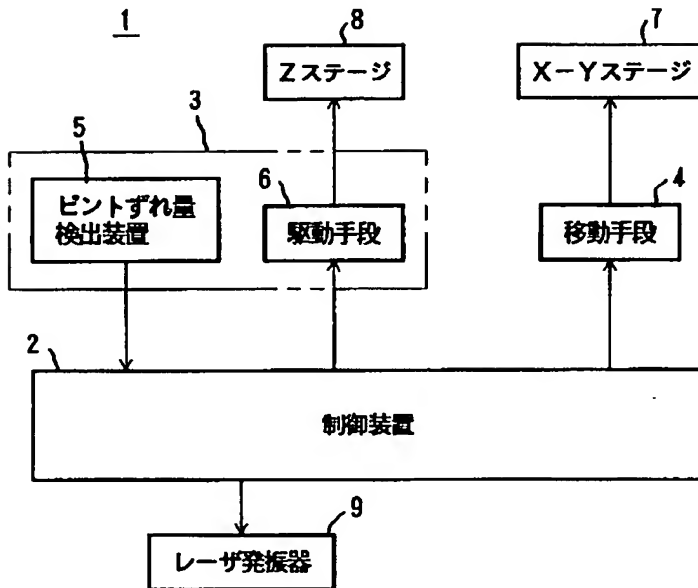 1
8
Zステージ
7
X－Yステージ
3
5
ピントずれ量
検出装置
6
駆動手段
4
移動手段
2
制御装置
9
レーザ発振器